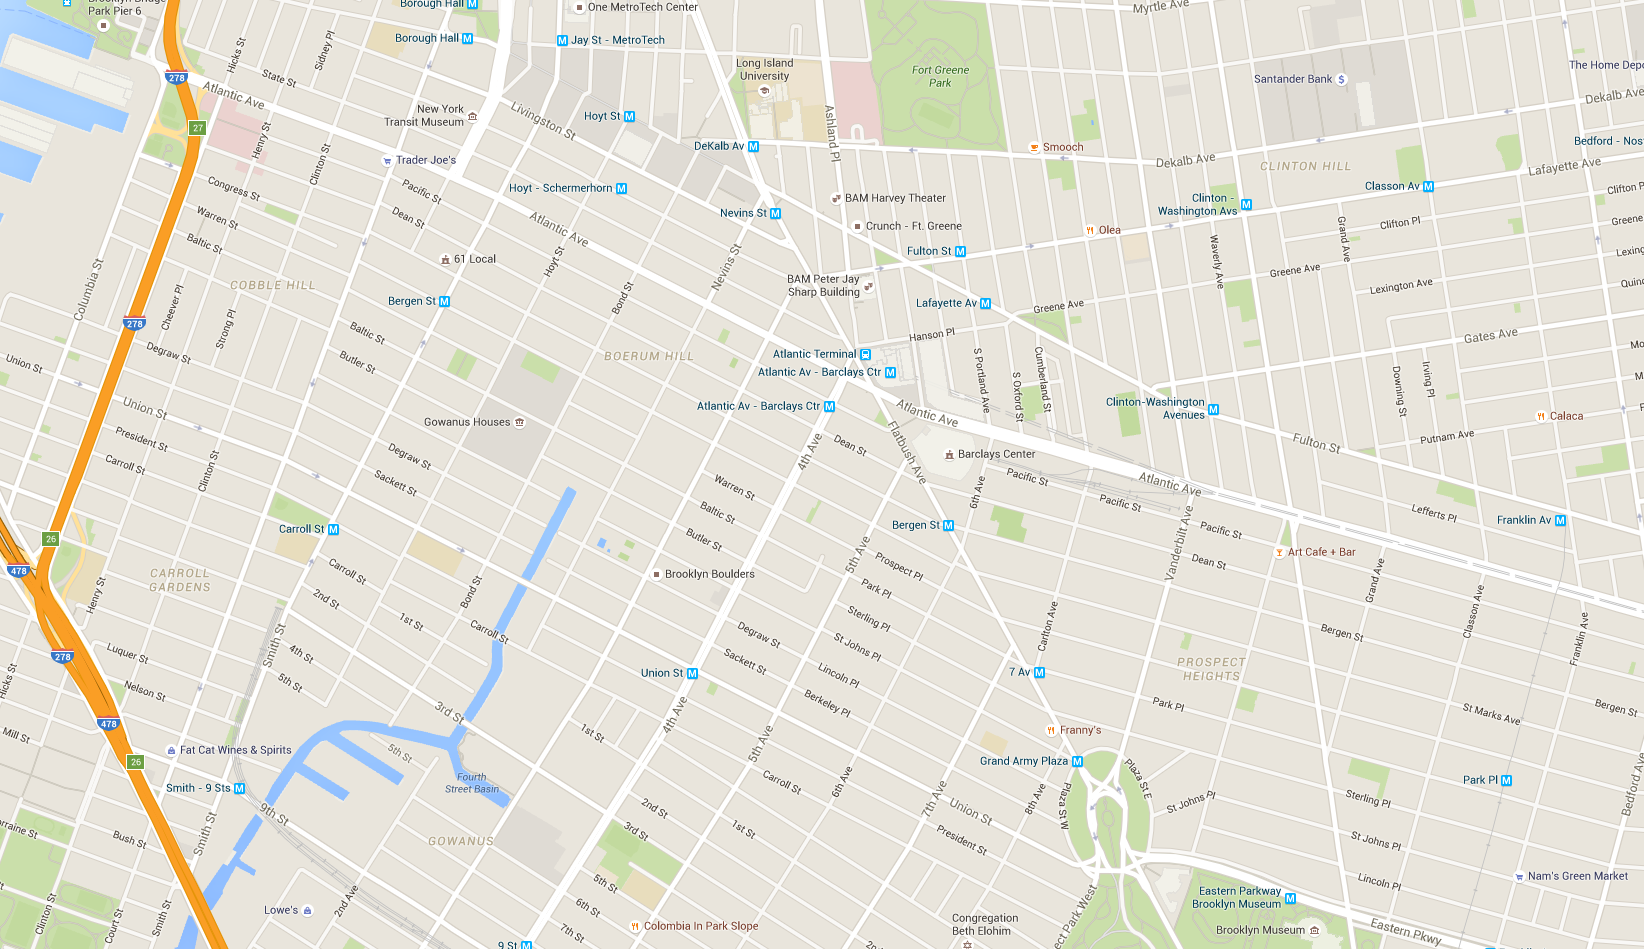 Brooklyn Bridge
Park Pier 6
Borough Hall
One MetroTech Center
Myrtle Ave
Borough Hall
Jay St - MetroTech
Hicks St
Sidney Pl
State St
278
Long Island
University
Fort Greene
Park
Santander Bank
The Home Depo
Atlantic Ave
New York
Transit Museum
Livingston St
Hoyt St
Ashland Pl
Dekalb Ave
27
Henry St
Clinton St
Trader Joe's
DeKalb Av
Smooch
Dekalb Ave
CLINTON HILL
Bedford - Nos
Lafayette Ave
Congress St
Pacific St
Hoyt - Schermerhorn
BAM Harvey Theater
Classon Av
Clifton P
Clinton -
Washington Avs
Warren St
Dean St
Atlantic Ave
Nevins St
Crunch - Ft. Greene
Olea
Grand Ave
Clifton Pl
Greene
Baltic St
61 Local
Hoyt St
Nevins St
Fulton St
Waverly Ave
Greene Ave
Lexing
Columbia St
COBBLE HILL
Cheever Pl
Bergen St
Bond St
BAM Peter Jay
Sharp Building
Lafayette Av
Greene Ave
Lexington Ave
Quinc
278
Strong Pl
Baltic St
Hanson Pl
Gates Ave
Mo
Union St
Degraw St
Butler St
BOERUM HILL
Atlantic Terminal
Atlantic Av - Barclays Ctr
S Portland Ave
S Oxford St
Cumberland St
Downing St
Irving Pl
Union St
Gowanus Houses
Atlantic Av - Barclays Ctr
Atlantic Ave
Clinton-Washington
Avenues
Calaca
President St
Carroll St
Clinton St
Degraw St
4th Ave
Dean St
Flatbush Ave
Barclays Center
Fulton St
Putnam Ave
Sackett St
Warren St
6th Ave
Pacific St
Atlantic Ave
Pacific St
Baltic St
Bergen St
Pacific St
Lefferts Pl
Franklin Av
26
Carroll St
Butler St
5th Ave
Vanderbilt Ave
Art Cafe + Bar
478
CARROLL
GARDENS
Carroll St
Brooklyn Boulders
Prospect Pl
Dean St
Grand Ave
Henry St
2nd St
Bond St
Park Pl
Classon Ave
Franklin Ave
1st St
Carroll St
Sterling Pl
Carlton Ave
Bergen St
Smith St
4th St
Degraw St
St Johns Pl
278
Luquer St
Sackett St
Lincoln Pl
7 Av
PROSPECT
HEIGHTS
Hicks St
Nelson St
5th St
Union St
Berkeley Pl
Park Pl
St Marks Ave
Bergen St
478
3rd St
4th Ave
Mill St
Fat Cat Wines & Spirits
5th St
1st St
5th Ave
Franny's
26
Grand Army Plaza
Plaza St E
Park Pl
Smith - 9 Sts
Fourth
Street Basin
Carroll St
6th Ave
7th Ave
8th Ave
Plaza St W
St Johns Pl
Sterling Pl
Bedford Ave
9th St
2nd St
Union St
orraine St
Bush St
Smith St
GOWANUS
3rd St
1st St
President St
St Johns Pl
Lincoln Pl
Nam's Green Market
5th St
Eastern Parkway
Brooklyn Museum
Clinton St
Court St
Lowe's
2nd Ave
6th St
Colombia In Park Slope
Congregation
Beth Elohim
ect Park West
Brooklyn Museum
Eastern Pkwy
7th St
9 St
2nd